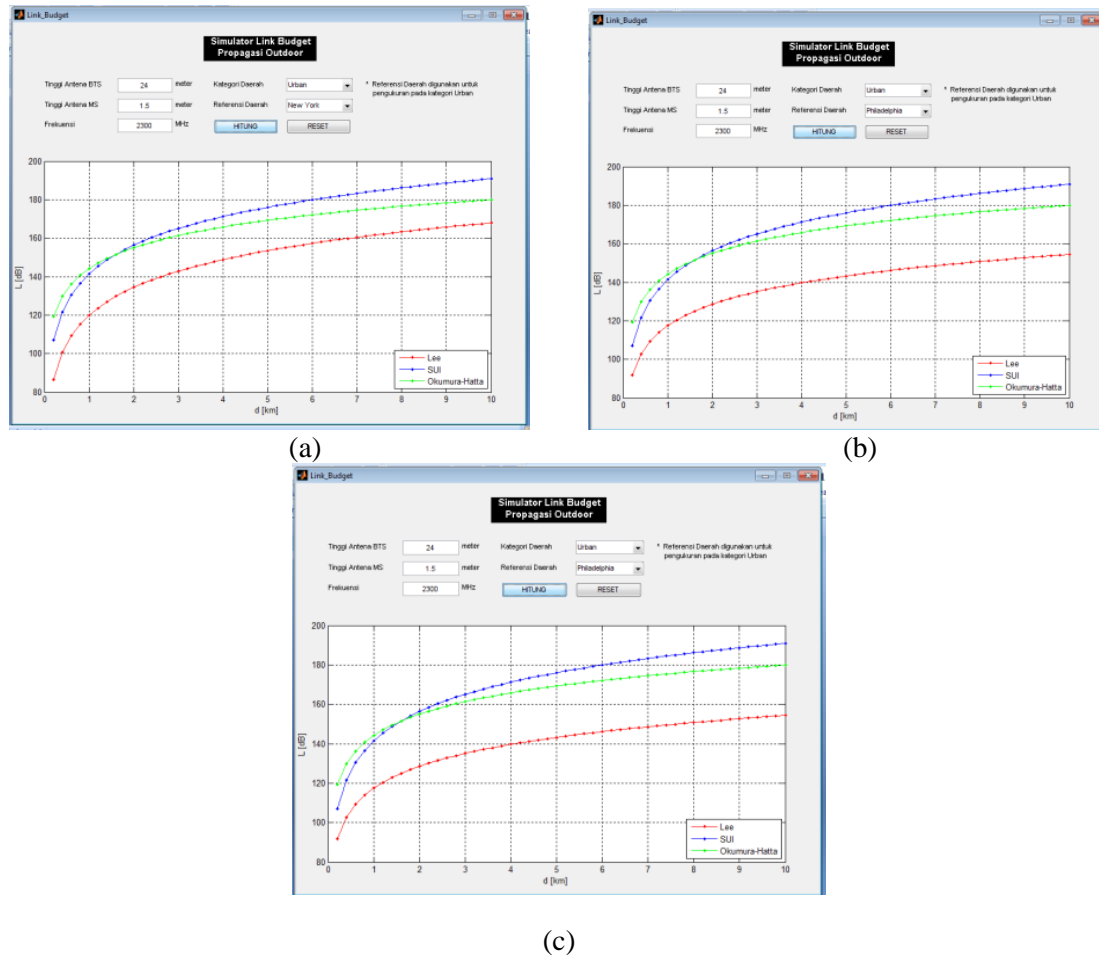 Link_Budget
Simulator Link Budget
Propagasi Outdoor
Tinggi Antena BTS 24 meter Kategori Daerah Urban * Referensi Daerah digunakan untuk
pengukuran pada kategori Urban
Tinggi Antena MS 1.5 meter Referensi Daerah New York
Frekuensi 2300 MHz HITUNG RESET
200
180
160
140
120
100
80
L [dB]
Lee
SUI
Okumura-Hatta
0 1 2 3 4 5 6 7 8 9 10
d [km]
(a)
Link_Budget
Simulator Link Budget
Propagasi Outdoor
Tinggi Antena BTS 24 meter Kategori Daerah Urban * Referensi Daerah digunakan untuk
pengukuran pada kategori Urban
Tinggi Antena MS 1.5 meter Referensi Daerah Philadelphia
Frekuensi 2300 MHz HITUNG RESET
200
180
160
140
120
100
80
L [dB]
Lee
SUI
Okumura-Hatta
0 1 2 3 4 5 6 7 8 9 10
d [km]
(b)
Link_Budget
Simulator Link Budget
Propagasi Outdoor
Tinggi Antena BTS 24 meter Kategori Daerah Urban * Referensi Daerah digunakan untuk
pengukuran pada kategori Urban
Tinggi Antena MS 1.5 meter Referensi Daerah Philadelphia
Frekuensi 2300 MHz HITUNG RESET
200
180
160
140
120
100
80
L [dB]
Lee
SUI
Okumura-Hatta
0 1 2 3 4 5 6 7 8 9 10
d [km]
(c)